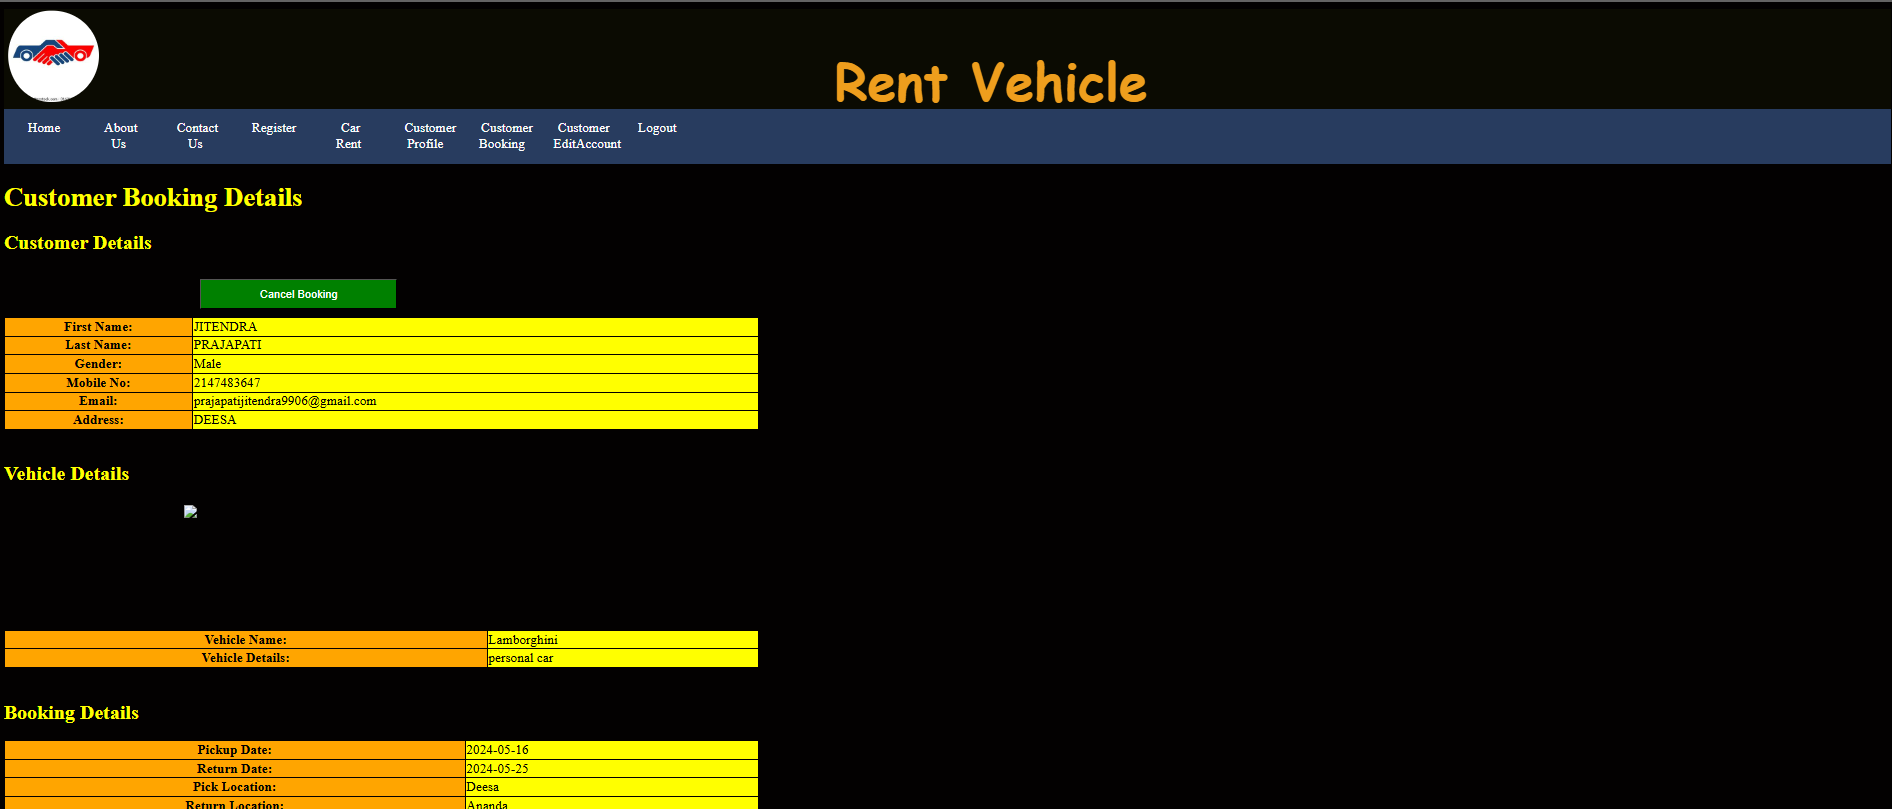 Rent Vehicle
Home About Contact Register Car Customer Customer Customer Logout
Us Us Rent Profile Booking EditAccount
Customer Booking Details
Customer Details
Cancel Booking
First Name: JITENDRA
Last Name: PRAJAPATI
Gender: Male
Mobile No: 2147483647
Email: prajapatijitendra9906@gmail.com
Address: DEESA
Vehicle Details
Vehicle Name: Lamborghini
Vehicle Details: personal car
Booking Details
Pickup Date: 2024-05-16
Return Date: 2024-05-25
Pick Location: Deesa
Return Location: Ananda